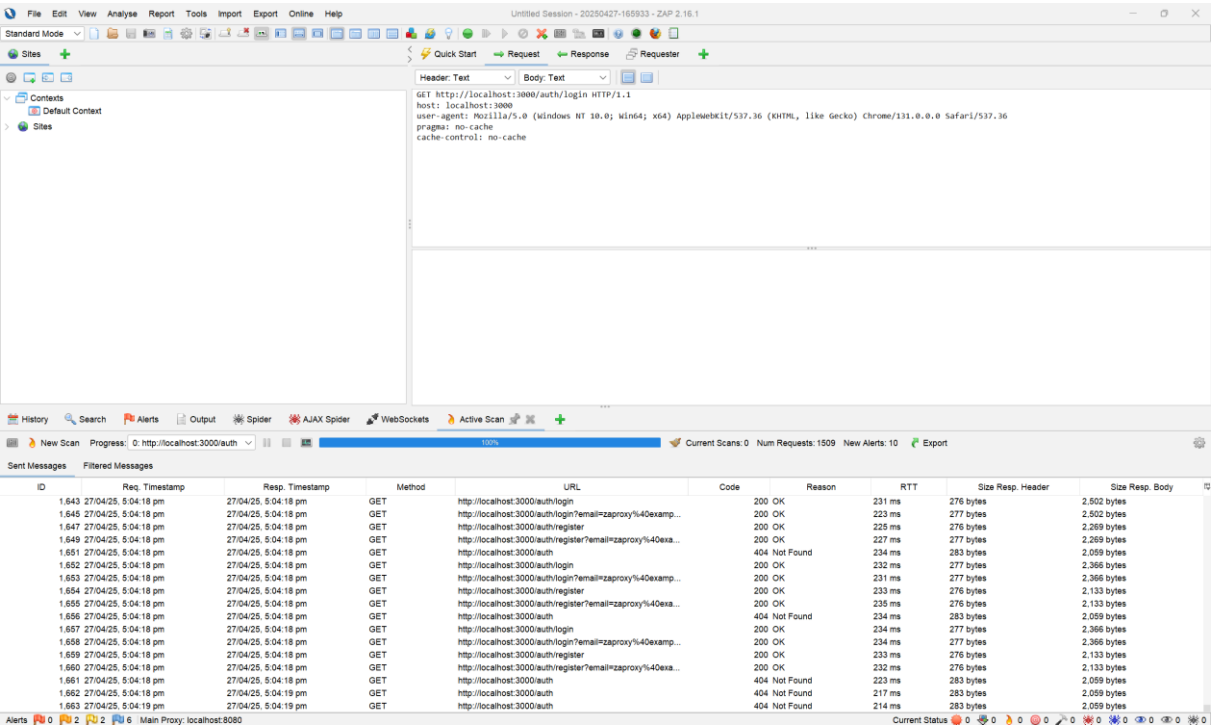 File Edit View Analyse Report Tools Import Export Online Help Untitled Session - 20250427-165933 - ZAP 2.16.1
Standard Mode
Sites Quick Start Request Response Requester
Header: Text Body: Text
Contexts
Default Context
Sites
GET http://localhost:3000/auth/login HTTP/1.1
host: localhost:3000
user-agent: Mozilla/5.0 (Windows NT 10.0; Win64; x64) AppleWebKit/537.36 (KHTML, like Gecko) Chrome/131.0.0.0 Safari/537.36
pragma: no-cache
cache-control: no-cache
History Search Alerts Output Spider AJAX Spider WebSockets Active Scan
New Scan Progress: 0: http://localhost:3000/auth 100% Current Scans: 0 Num Requests: 1509 New Alerts: 10 Export
Sent Messages Filtered Messages
ID Req. Timestamp Resp. Timestamp Method URL Code Reason RTT Size Resp. Header Size Resp. Body
1,643 27/04/25, 5:04:18 pm 27/04/25, 5:04:18 pm GET http://localhost:3000/auth/login 200 OK 231 ms 276 bytes 2,502 bytes
1,645 27/04/25, 5:04:18 pm 27/04/25, 5:04:18 pm GET http://localhost:3000/auth/login?email=zaproxy%40examp... 200 OK 223 ms 277 bytes 2,502 bytes
1,647 27/04/25, 5:04:18 pm 27/04/25, 5:04:18 pm GET http://localhost:3000/auth/register 200 OK 225 ms 276 bytes 2,269 bytes
1,649 27/04/25, 5:04:18 pm 27/04/25, 5:04:18 pm GET http://localhost:3000/auth/register?email=zaproxy%40exa... 200 OK 227 ms 277 bytes 2,269 bytes
1,651 27/04/25, 5:04:18 pm 27/04/25, 5:04:18 pm GET http://localhost:3000/auth 404 Not Found 234 ms 283 bytes 2,059 bytes
1,652 27/04/25, 5:04:18 pm 27/04/25, 5:04:18 pm GET http://localhost:3000/auth/login 200 OK 232 ms 277 bytes 2,366 bytes
1,653 27/04/25, 5:04:18 pm 27/04/25, 5:04:18 pm GET http://localhost:3000/auth/login?email=zaproxy%40examp... 200 OK 231 ms 277 bytes 2,366 bytes
1,654 27/04/25, 5:04:18 pm 27/04/25, 5:04:18 pm GET http://localhost:3000/auth/register 200 OK 233 ms 276 bytes 2,133 bytes
1,655 27/04/25, 5:04:18 pm 27/04/25, 5:04:18 pm GET http://localhost:3000/auth/register?email=zaproxy%40exa... 200 OK 235 ms 276 bytes 2,133 bytes
1,656 27/04/25, 5:04:18 pm 27/04/25, 5:04:18 pm GET http://localhost:3000/auth 404 Not Found 234 ms 283 bytes 2,059 bytes
1,657 27/04/25, 5:04:18 pm 27/04/25, 5:04:18 pm GET http://localhost:3000/auth/login 200 OK 234 ms 277 bytes 2,366 bytes
1,658 27/04/25, 5:04:18 pm 27/04/25, 5:04:18 pm GET http://localhost:3000/auth/login?email=zaproxy%40examp... 200 OK 234 ms 277 bytes 2,366 bytes
1,659 27/04/25, 5:04:18 pm 27/04/25, 5:04:18 pm GET http://localhost:3000/auth/register 200 OK 233 ms 276 bytes 2,133 bytes
1,660 27/04/25, 5:04:18 pm 27/04/25, 5:04:18 pm GET http://localhost:3000/auth/register?email=zaproxy%40exa... 200 OK 232 ms 276 bytes 2,133 bytes
1,661 27/04/25, 5:04:18 pm 27/04/25, 5:04:18 pm GET http://localhost:3000/auth 404 Not Found 223 ms 283 bytes 2,059 bytes
1,662 27/04/25, 5:04:18 pm 27/04/25, 5:04:19 pm GET http://localhost:3000/auth 404 Not Found 217 ms 283 bytes 2,059 bytes
1,663 27/04/25, 5:04:19 pm 27/04/25, 5:04:19 pm GET http://localhost:3000/auth 404 Not Found 214 ms 283 bytes 2,059 bytes
Alerts 0 2 2 6 Main Proxy: localhost:8080 Current Status 0 0 0 0 0 0 0 0 0 0